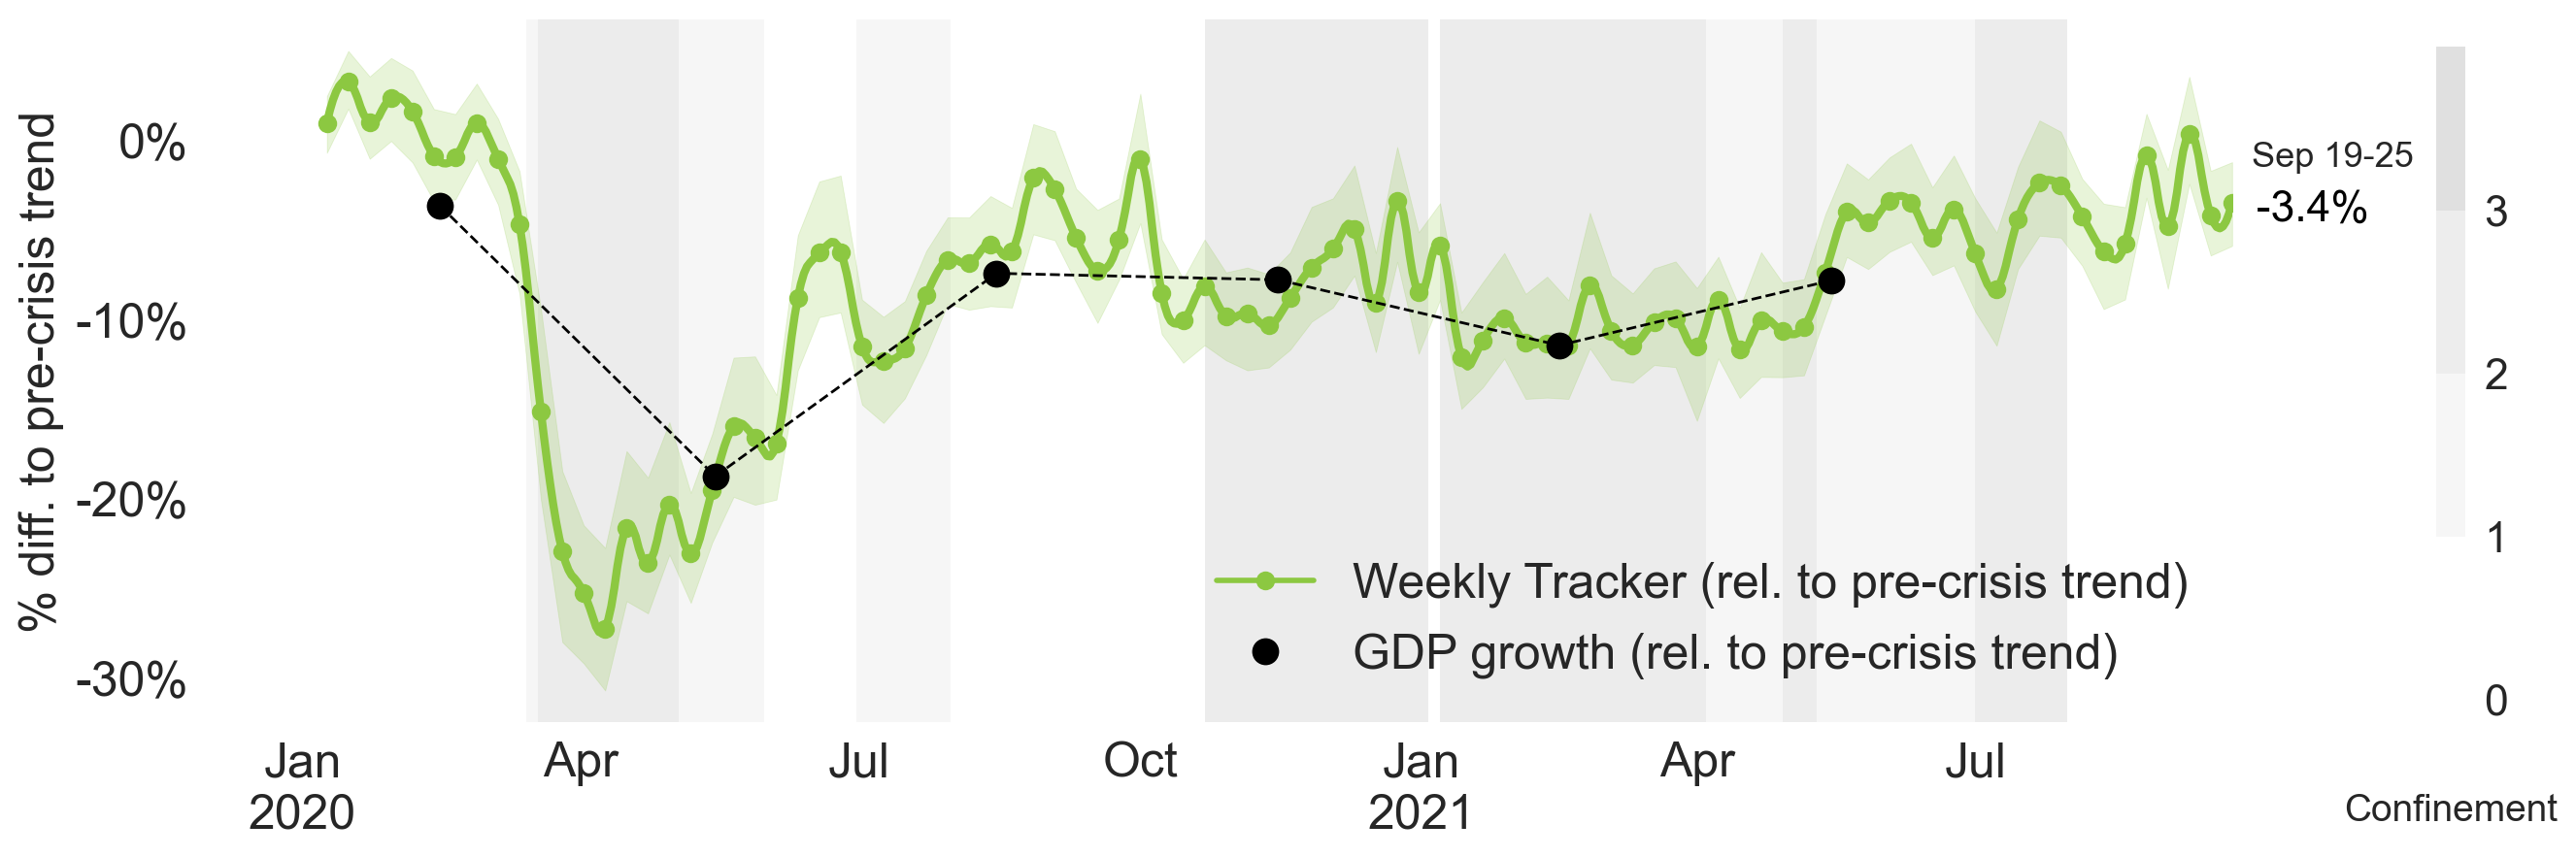 % diff. to pre-crisis trend
0%
-10%
-20%
-30%
Jan
2020
Apr
Jul
Oct
Jan
2021
Apr
Jul
Weekly Tracker (rel. to pre-crisis trend)
GDP growth (rel. to pre-crisis trend)
Sep 19-25
-3.4%
3
2
1
0
Confinement